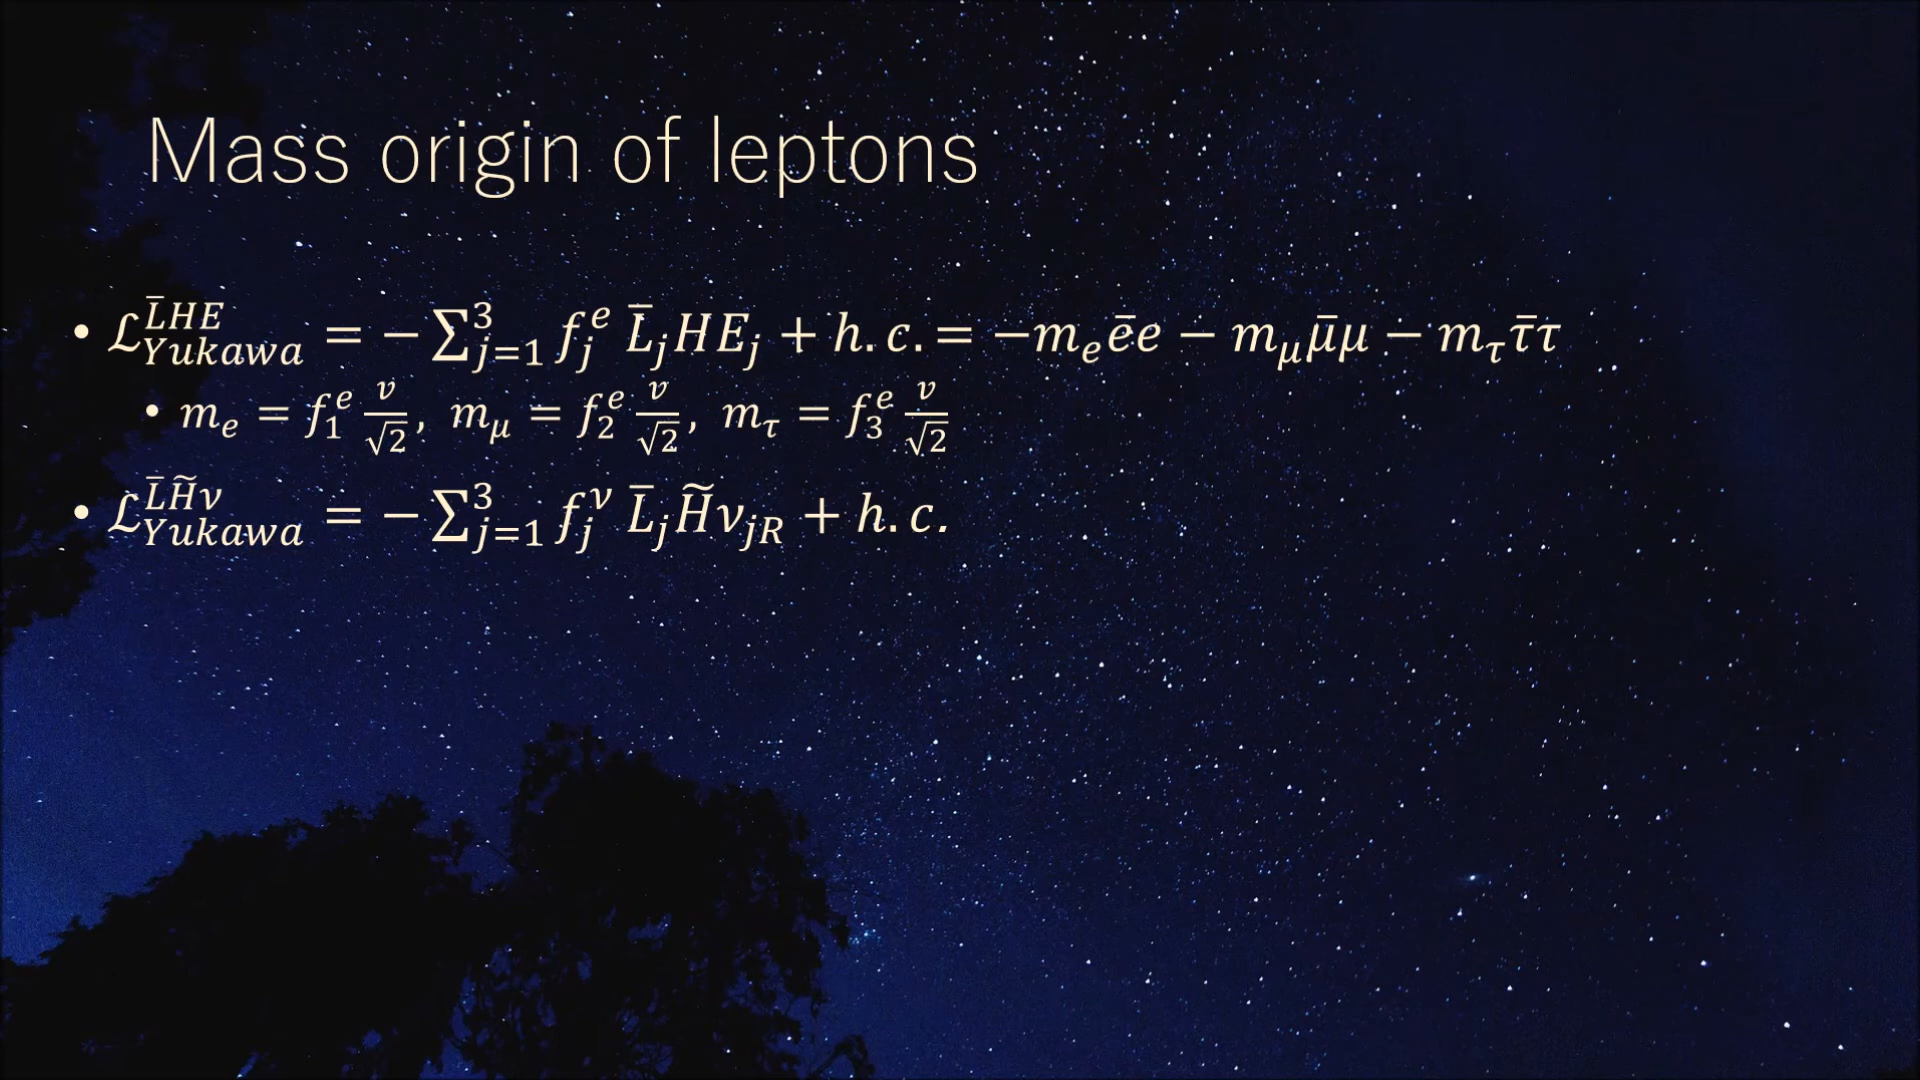 Mass origin of leptons
• $\mathcal{L}_{Yukawa}^{\bar{L}HE} = -\sum_{j=1}^{3} f_j^e \bar{L}_j H E_j + h.c. = -m_e \bar{e}e - m_\mu \bar{\mu}\mu - m_\tau \bar{\tau}\tau$
• $m_e = f_1^e \frac{v}{\sqrt{2}},\ m_\mu = f_2^e \frac{v}{\sqrt{2}},\ m_\tau = f_3^e \frac{v}{\sqrt{2}}$
• $\mathcal{L}_{Yukawa}^{\bar{L}\tilde{H}\nu} = -\sum_{j=1}^{3} f_j^\nu \bar{L}_j \tilde{H} \nu_{jR} + h.c.$